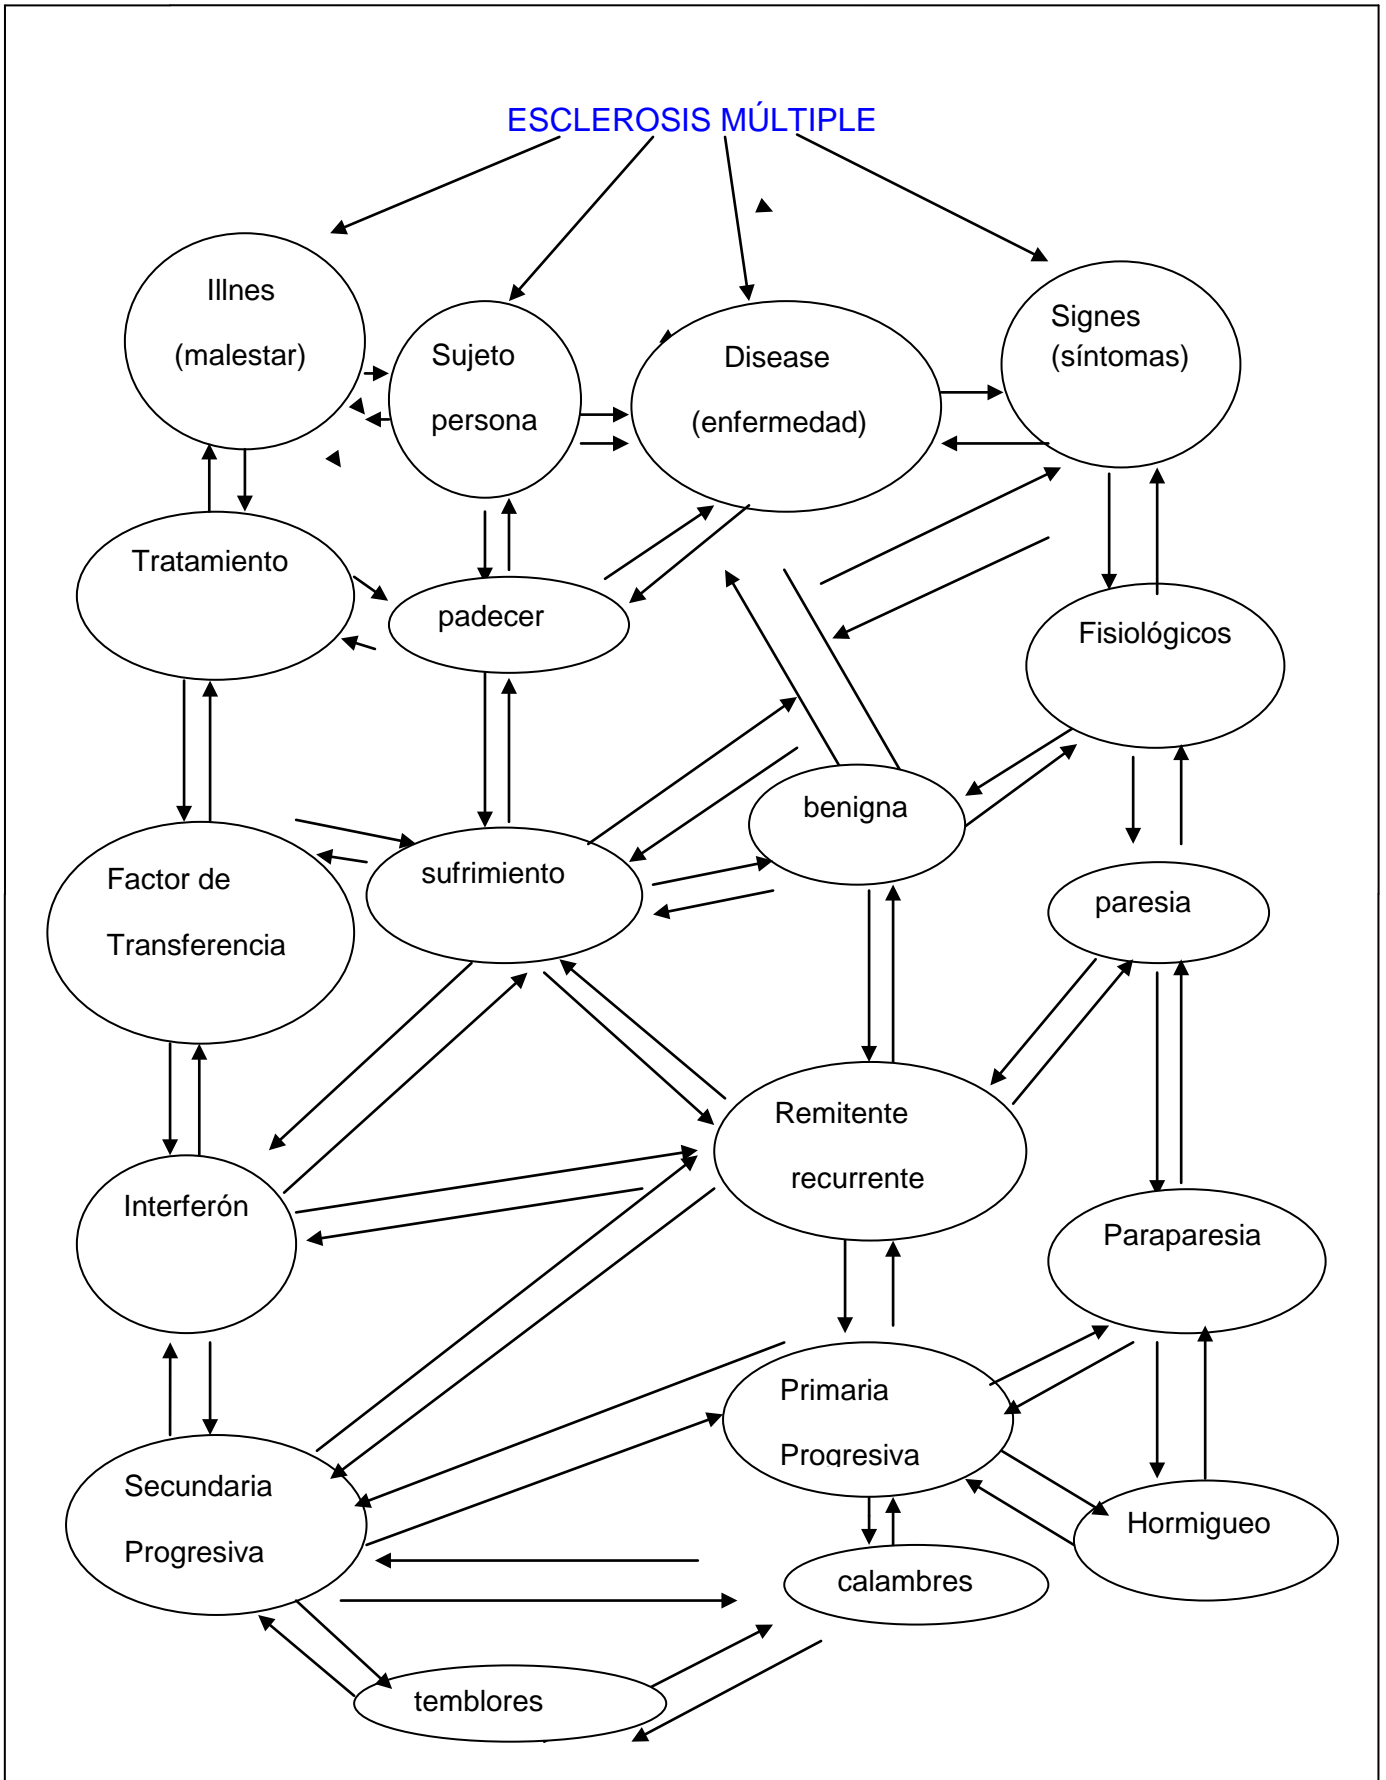 ESCLEROSIS MÚLTIPLE
Illnes
(malestar)
Sujeto
persona
Disease
(enfermedad)
Signes
(síntomas)
Tratamiento
padecer
Fisiológicos
benigna
sufrimiento
Factor de
Transferencia
paresia
Remitente
recurrente
Interferón
Paraparesia
Primaria
Progresiva
Secundaria
Progresiva
Hormigueo
calambres
temblores